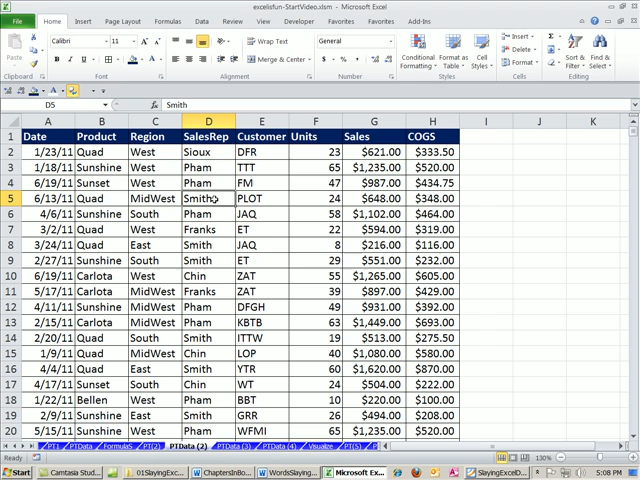 excelisfun-StartVideo.xlsm - Microsoft Excel
File Home Insert Page Layout Formulas Data Review View Add-Ins
Paste
Calibri 11
Wrap Text
Merge & Center
General
Conditional Formatting
Format as Table
Cell Styles
Insert
Delete
Format
Sort & Filter
Find & Select
Clipboard Font Alignment Number Styles Cells Editing
D5 fx Smith
A B C D E F G H I J K
1 Date Product Region SalesRep Customer Units Sales COGS
2 1/23/11 Quad West Sioux DFR 23 $621.00 $333.50
3 1/18/11 Sunshine West Pham TTT 65 $1,235.00 $520.00
4 6/19/11 Sunset West Pham FM 47 $987.00 $434.75
5 6/13/11 Quad MidWest Smith PLOT 24 $648.00 $348.00
6 4/6/11 Sunshine South Pham JAQ 58 $1,102.00 $464.00
7 3/2/11 Quad West Franks ET 22 $594.00 $319.00
8 3/24/11 Quad East Smith JAQ 8 $216.00 $116.00
9 2/27/11 Sunshine South Smith ET 29 $551.00 $232.00
10 6/19/11 Carlota West Chin ZAT 55 $1,265.00 $605.00
11 5/17/11 Carlota MidWest Franks ZAT 39 $897.00 $429.00
12 4/11/11 Sunshine MidWest Pham DFGH 49 $931.00 $392.00
13 2/15/11 Carlota MidWest Pham KBTB 63 $1,449.00 $693.00
14 2/20/11 Quad South Smith ITTW 19 $513.00 $275.50
15 1/9/11 Quad MidWest Chin LOP 40 $1,080.00 $580.00
16 4/4/11 Quad East Smith YTR 60 $1,620.00 $870.00
17 4/17/11 Sunset South Chin WT 24 $504.00 $222.00
18 1/22/11 Bellen West Pham BBT 10 $220.00 $100.00
19 2/9/11 Sunshine East Smith GRR 26 $494.00 $208.00
20 5/15/11 Sunshine West Pham WFMI 65 $1,235.00 $520.00
PT1 PTData FormulaS PT(2) PTData (2) PTData (3) PTData (4) Visualize PT(5)
Ready 130%
Start Camtasia Stud... 01SlayingExc... ChaptersInBo... WordsSlaying... Microsoft Ex... SlayingExcelD... 5:08 PM